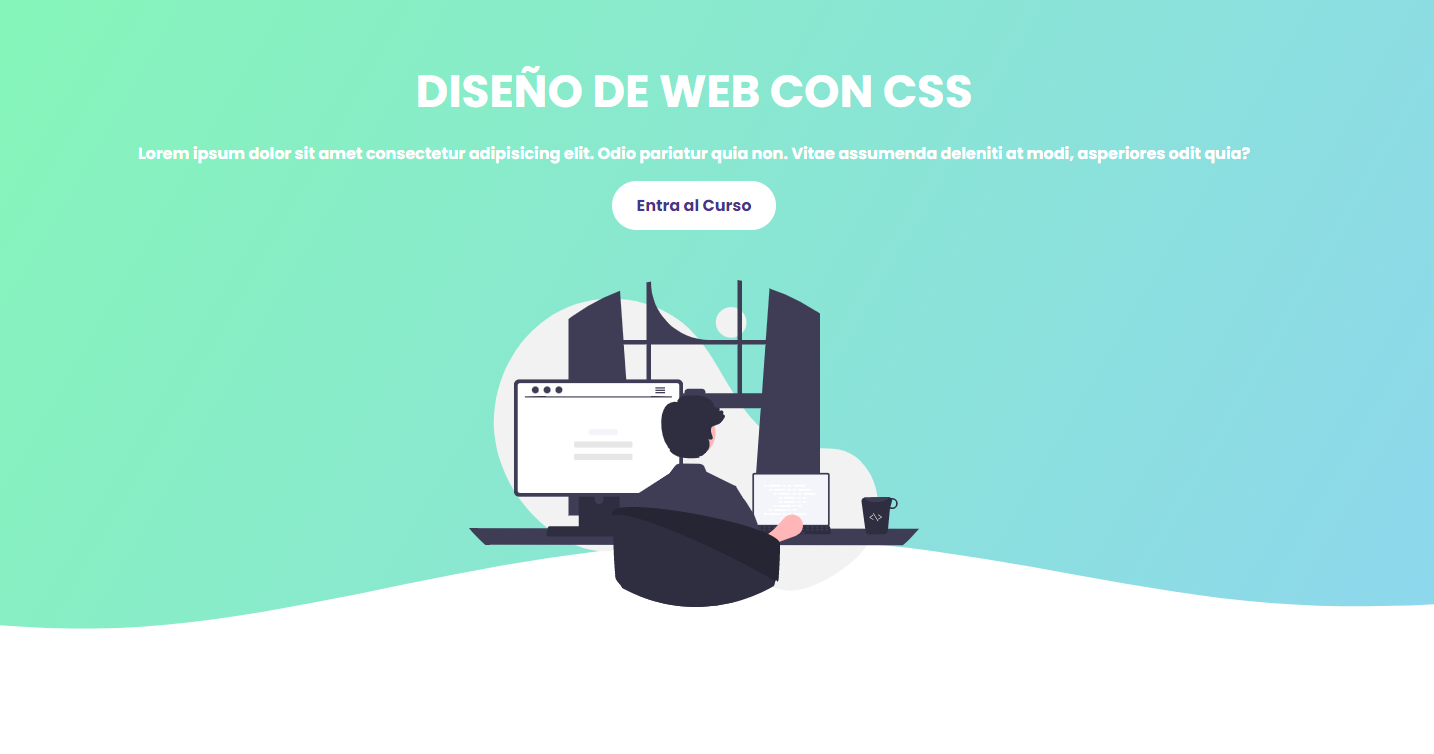 DISEÑO DE WEB CON CSS
Lorem ipsum dolor sit amet consectetur adipisicing elit. Odio pariatur quia non. Vitae assumenda deleniti at modi, asperiores odit quia?
Entra al Curso